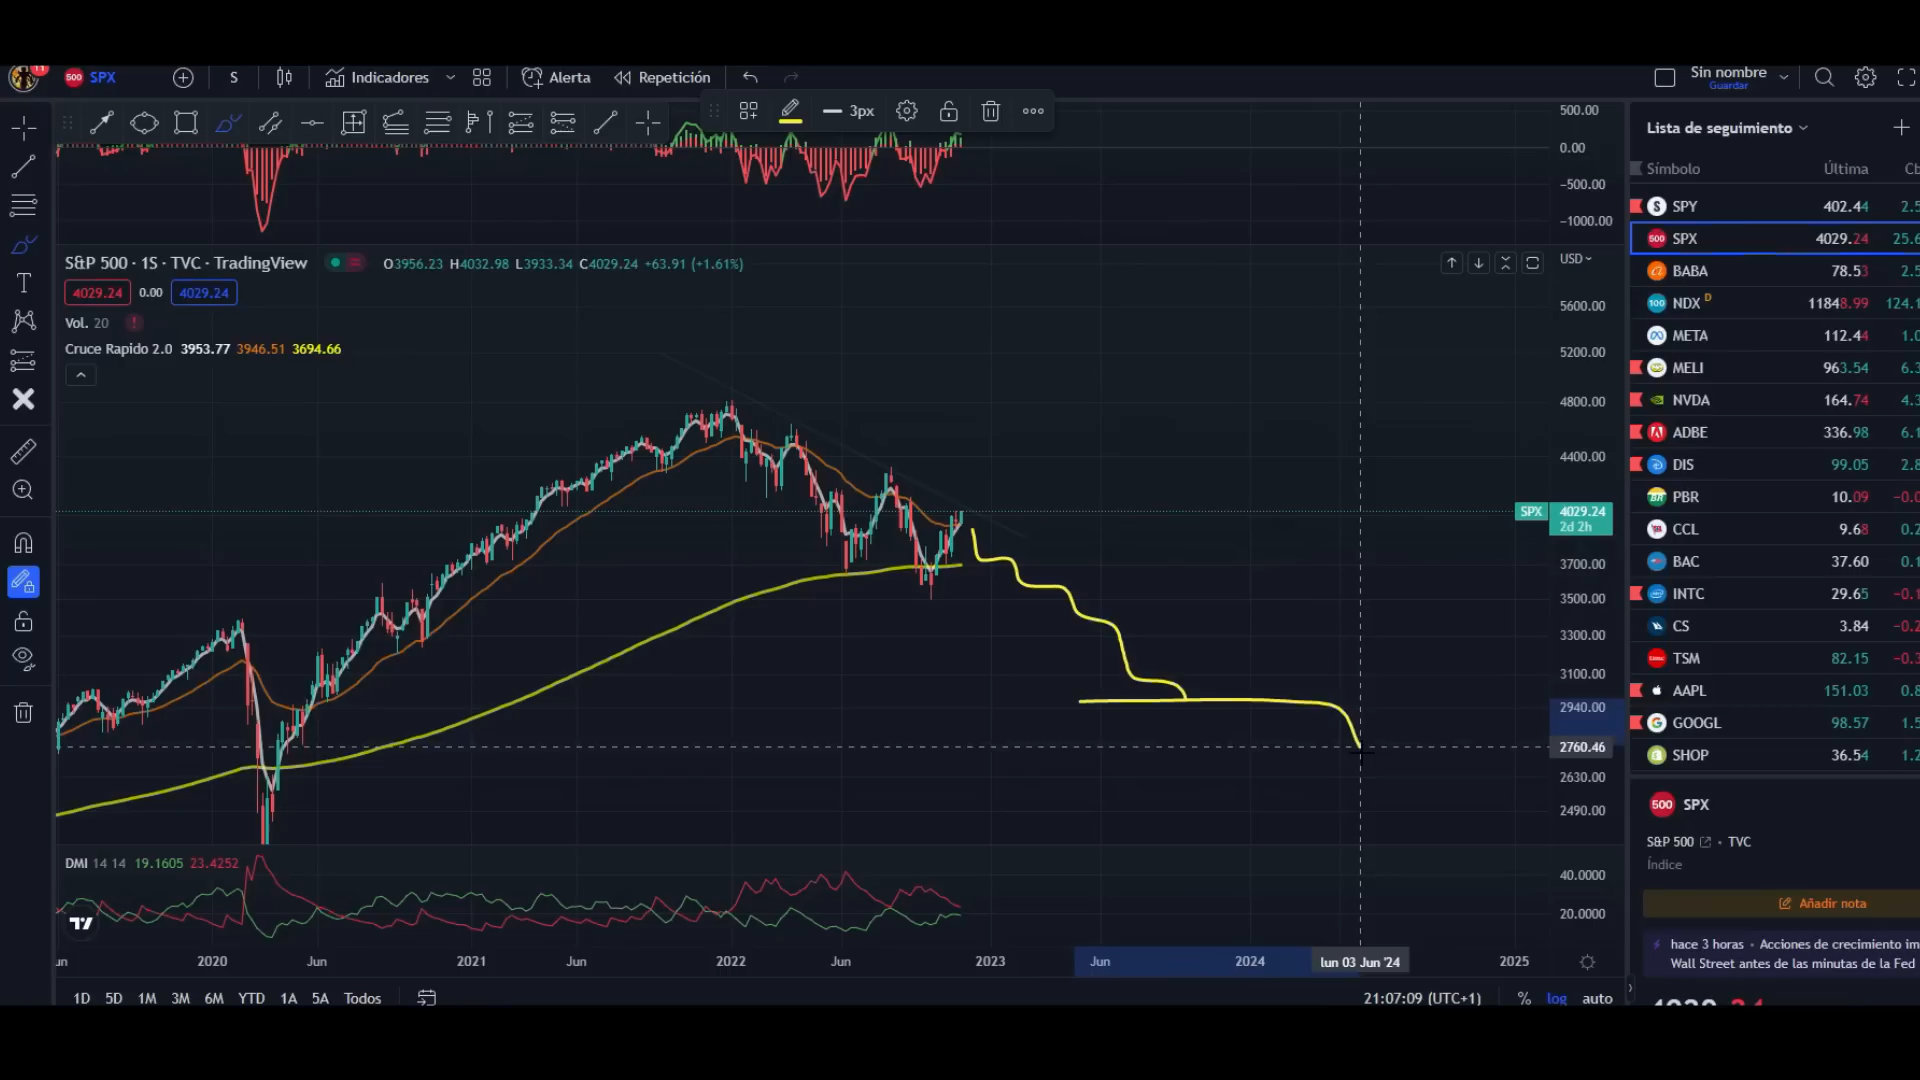 11
500 SPX S Indicadores Alerta Repetición Sin nombre
Guardar
3px
500.00
0.00
−500.00
−1000.00
S&P 500 · 1S · TVC · TradingView O3956.23 H4032.98 L3933.34 C4029.24 +63.91 (+1.61%) USD
4029.24 0.00 4029.24
Vol. 20 !
Cruce Rapido 2.0 3953.77 3946.51 3694.66
5600.00
5200.00
4800.00
4400.00
SPX 4029.24
2d 2h
3700.00
3500.00
3300.00
3100.00
2940.00
2760.46
2630.00
2490.00
DMI 14 14 19.1605 23.4252
40.0000
20.0000
2020 Jun 2021 Jun 2022 Jun 2023 Jun 2024 lun 03 Jun '24 2025
1D 5D 1M 3M 6M YTD 1A 5A Todos 21:07:09 (UTC+1) % log auto
Lista de seguimiento
Símbolo Última
SPY 402.44
500 SPX 4029.24
BABA 78.53
100 NDX D 11848.99
META 112.44
MELI 963.54
NVDA 164.74
ADBE 336.98
DIS 99.05
PBR 10.09
CCL 9.68
BAC 37.60
INTC 29.65
CS 3.84
TSM 82.15
AAPL 151.03
GOOGL 98.57
SHOP 36.54
500 SPX
S&P 500 · TVC
Índice
Añadir nota
hace 3 horas · Acciones de crecimiento im
Wall Street antes de las minutas de la Fed